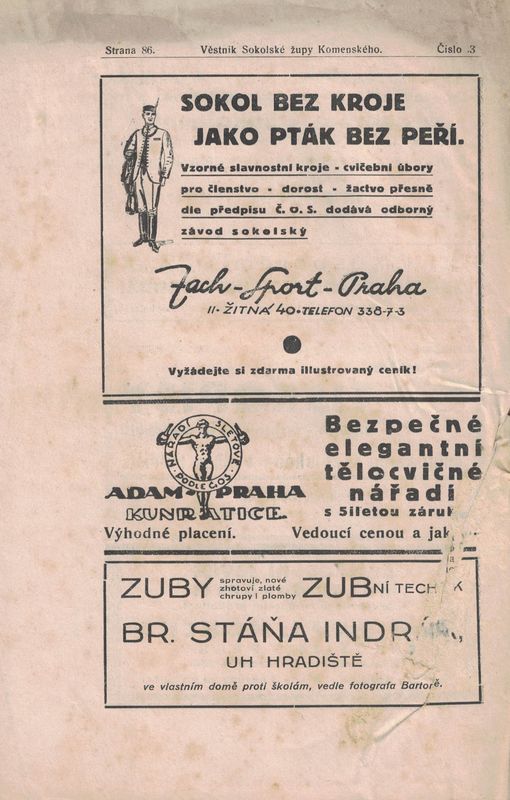 Strana 86. Věstník Sokolské župy Komenského. Číslo 3
SOKOL BEZ KROJE
JAKO PTÁK BEZ PEŘÍ.
Vzorné slavnostní kroje - cvičební úbory
pro členstvo - dorost - žactvo přesně
dle předpisu Č. O. S. dodává odborný
závod sokolský
Zach - Sport - Praha
II. ŽITNÁ 40 • TELEFON 338-7-3
Vyžádejte si zdarma illustrovaný ceník!
NÁŘADÍ SLETOVÉ
PODLE ČOS
ADAM - PRAHA
KUNRATICE
Bezpečné
elegantní
tělocvičné
nářadí
s 5iletou záruk
Výhodné placení. Vedoucí cenou a jak
ZUBY spravuje, nové
zhotoví zlaté
chrupy i plomby
ZUBNÍ TECH K
BR. STÁŇA INDR
UH HRADIŠTĚ
ve vlastním domě proti školám, vedle fotografa Bartoně.